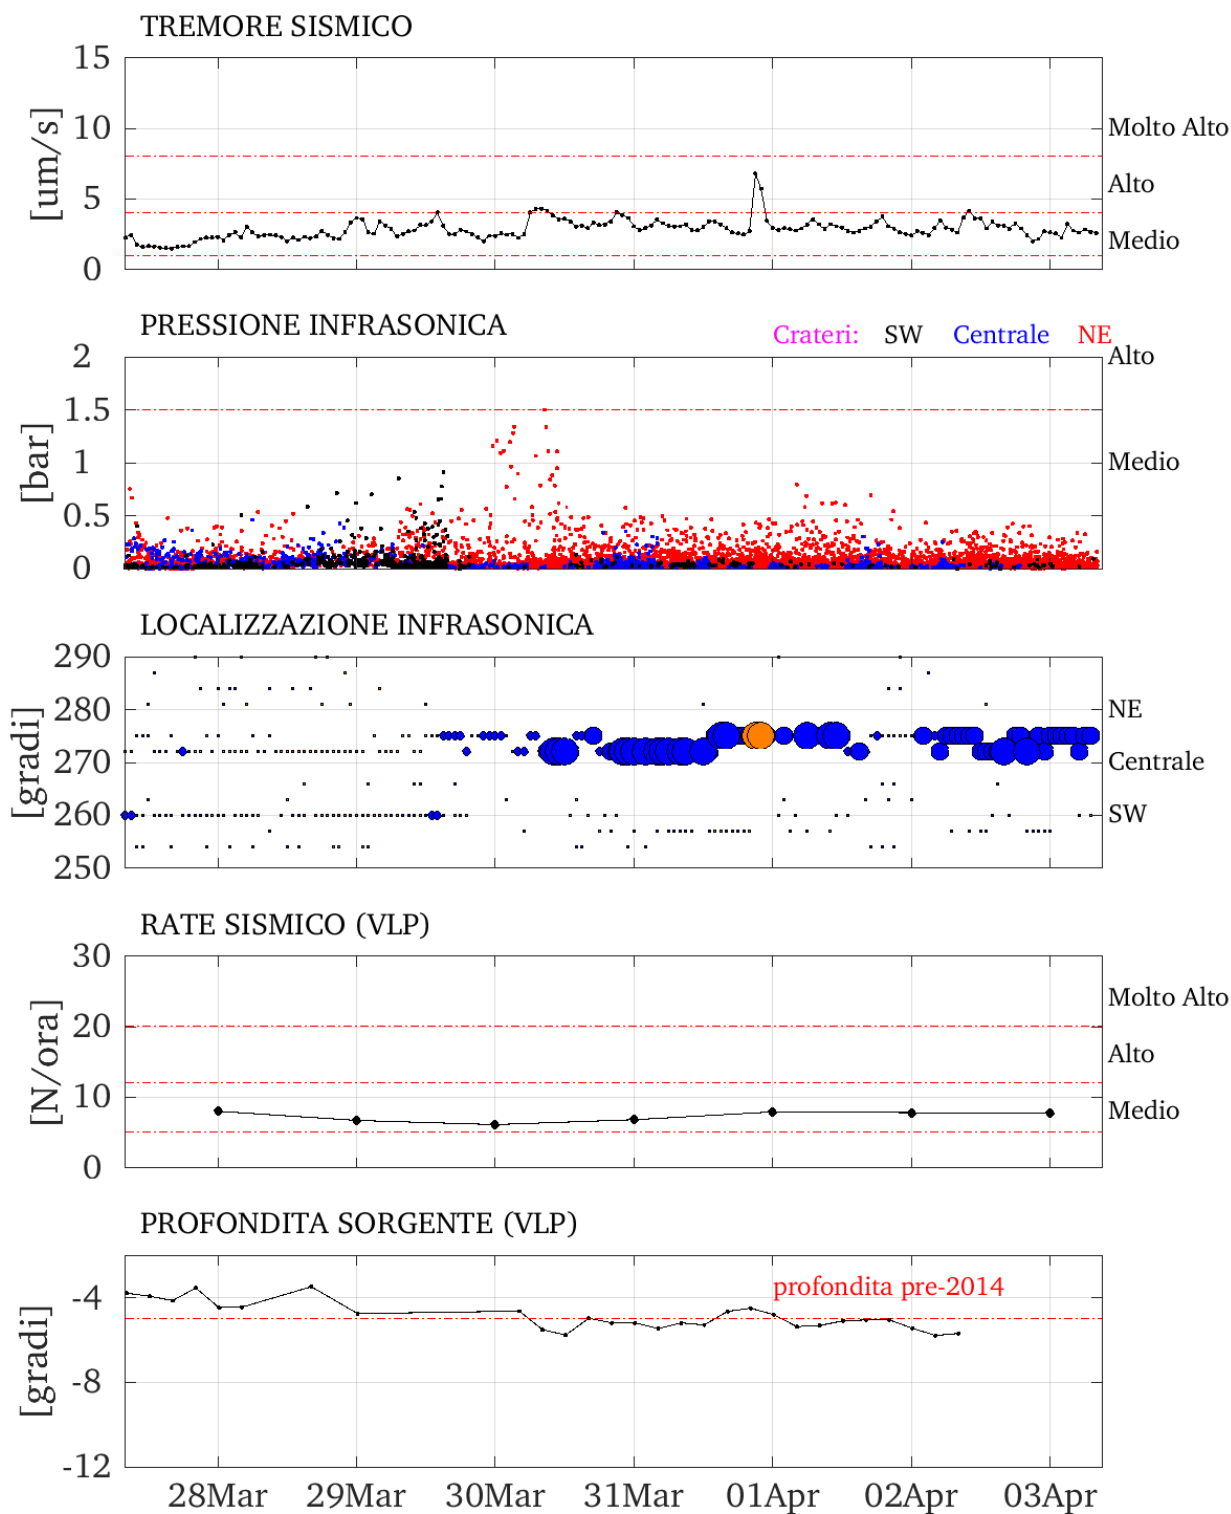 TREMORE SISMICO
15
10
5
0
[um/s]
Molto Alto
Alto
Medio
PRESSIONE INFRASONICA
Crateri: SW Centrale NE
2
1.5
1
0.5
0
[bar]
Alto
Medio
LOCALIZZAZIONE INFRASONICA
290
280
270
260
250
[gradi]
NE
Centrale
SW
RATE SISMICO (VLP)
30
20
10
0
[N/ora]
Molto Alto
Alto
Medio
PROFONDITA SORGENTE (VLP)
profondita pre-2014
-4
-8
-12
[gradi]
28Mar 29Mar 30Mar 31Mar 01Apr 02Apr 03Apr